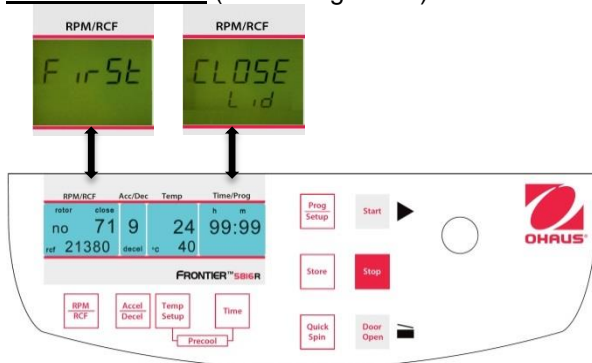 RPM/RCF RPM/RCF
FirSt CLOSE
Lid
RPM/RCF Acc/Dec Temp Time/Prog
rotor close h m
no 71 9 24 99:99
rcf 21380 decel °C 40
FRONTIER™ 5816R
RPM
RCF
Accel
Decel
Temp
Setup
Time
Precool
Prog
Setup
Start
Store
Stop
Quick
Spin
Door
Open
OHAUS®